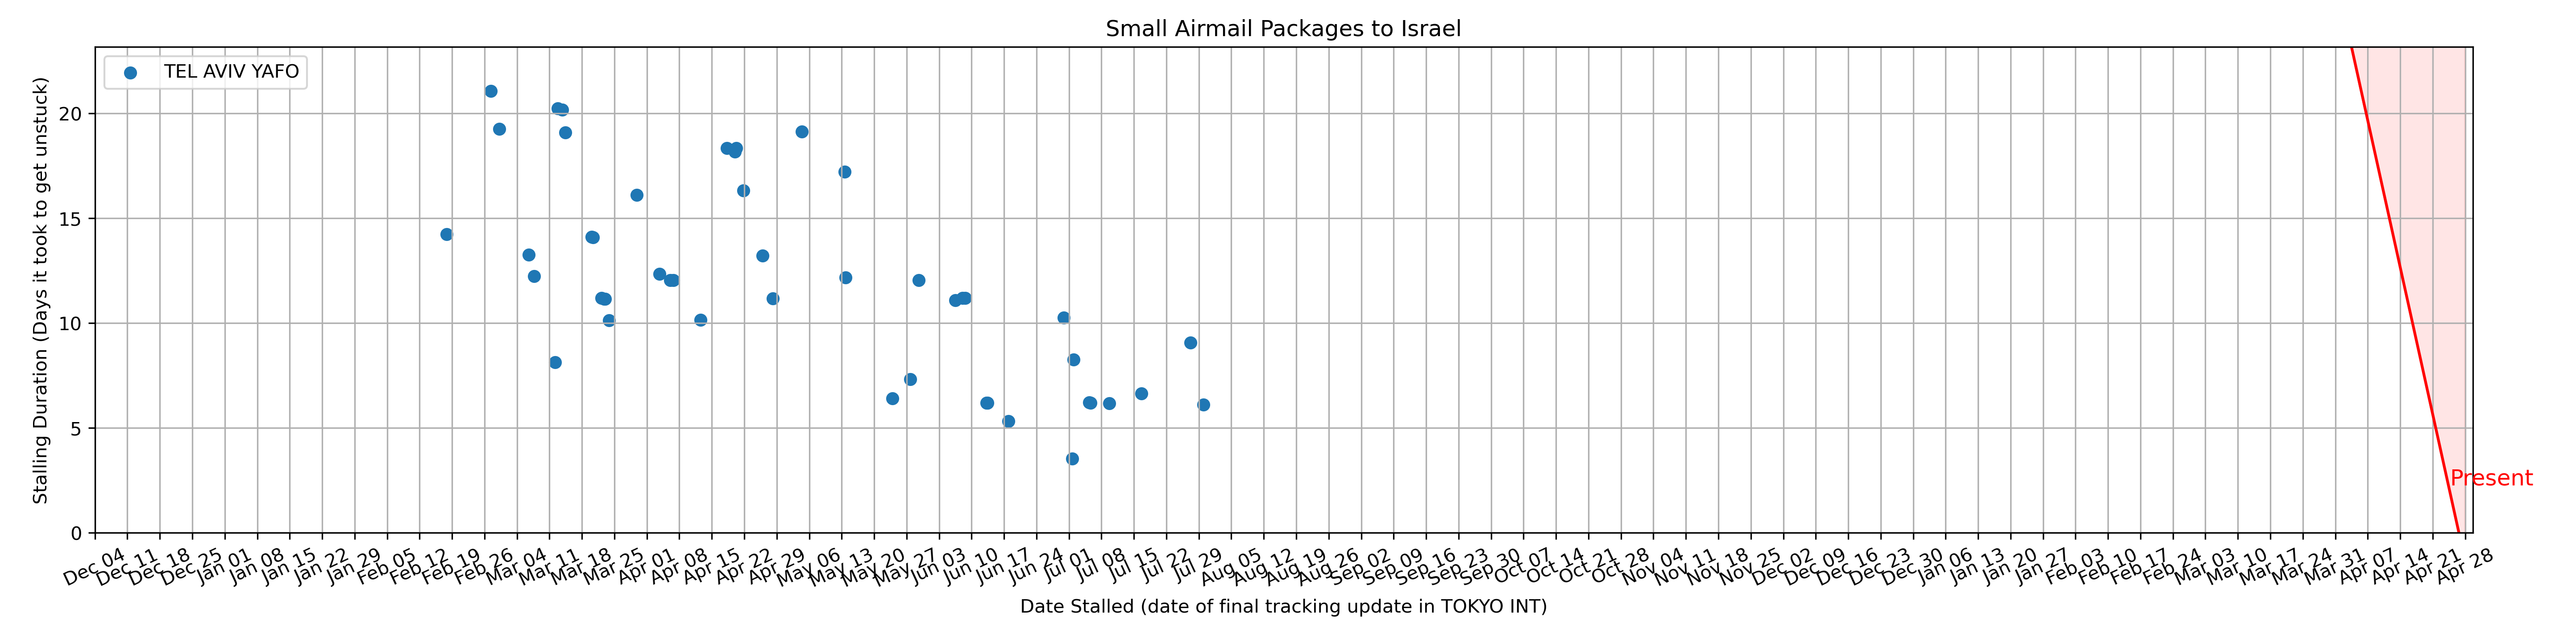 Small Airmail Packages to Israel
TEL AVIV YAFO
Stalling Duration (Days it took to get unstuck)
20
15
10
5
0
Present
Dec 04 Dec 11 Dec 18 Dec 25 Jan 01 Jan 08 Jan 15 Jan 22 Jan 29 Feb 05 Feb 12 Feb 19 Feb 26 Mar 04 Mar 11 Mar 18 Mar 25 Apr 01 Apr 08 Apr 15 Apr 22 Apr 29 May 06 May 13 May 20 May 27 Jun 03 Jun 10 Jun 17 Jun 24 Jul 01 Jul 08 Jul 15 Jul 22 Jul 29 Aug 05 Aug 12 Aug 19 Aug 26 Sep 02 Sep 09 Sep 16 Sep 23 Sep 30 Oct 07 Oct 14 Oct 21 Oct 28 Nov 04 Nov 11 Nov 18 Nov 25 Dec 02 Dec 09 Dec 16 Dec 23 Dec 30 Jan 06 Jan 13 Jan 20 Jan 27 Feb 03 Feb 10 Feb 17 Feb 24 Mar 03 Mar 10 Mar 17 Mar 24 Mar 31 Apr 07 Apr 14 Apr 21 Apr 28
Date Stalled (date of final tracking update in TOKYO INT)